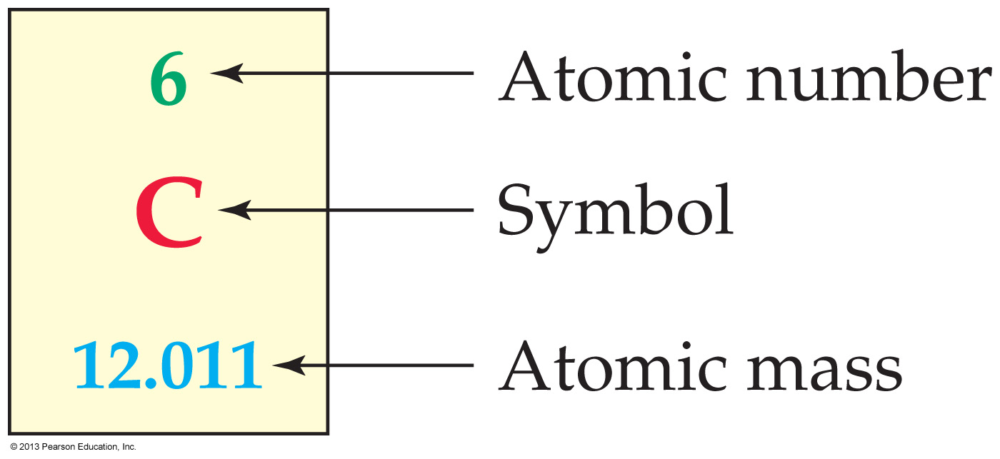 6 Atomic number
C Symbol
12.011 Atomic mass
© 2013 Pearson Education, Inc.